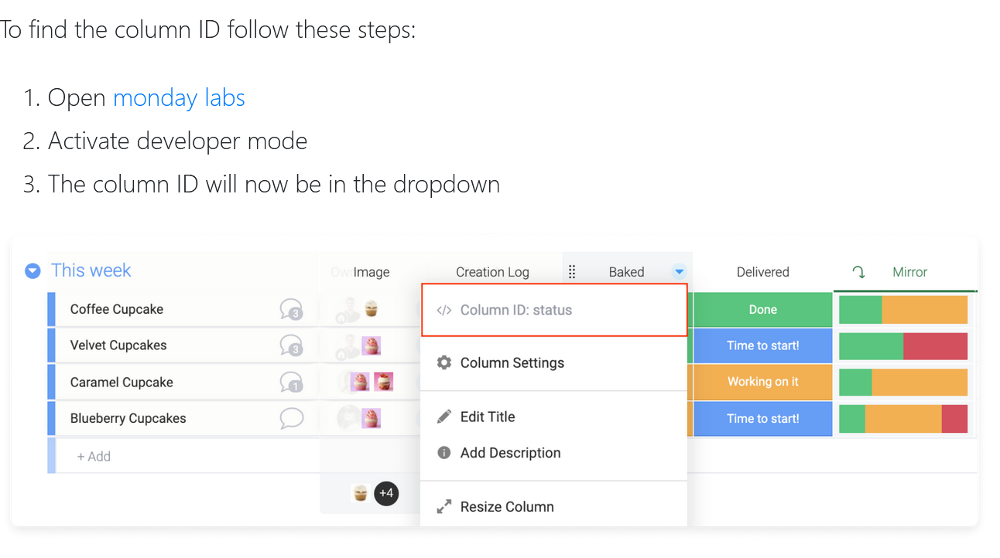 To find the column ID follow these steps:
1. Open monday labs
2. Activate developer mode
3. The column ID will now be in the dropdown
This week
Image Creation Log Baked Delivered Mirror
Coffee Cupcake 3 Done
Column ID: status
Velvet Cupcakes 3 Time to start!
Column Settings
Caramel Cupcake 1 Working on it
Blueberry Cupcakes Time to start!
Edit Title
+ Add Add Description
+4
Resize Column